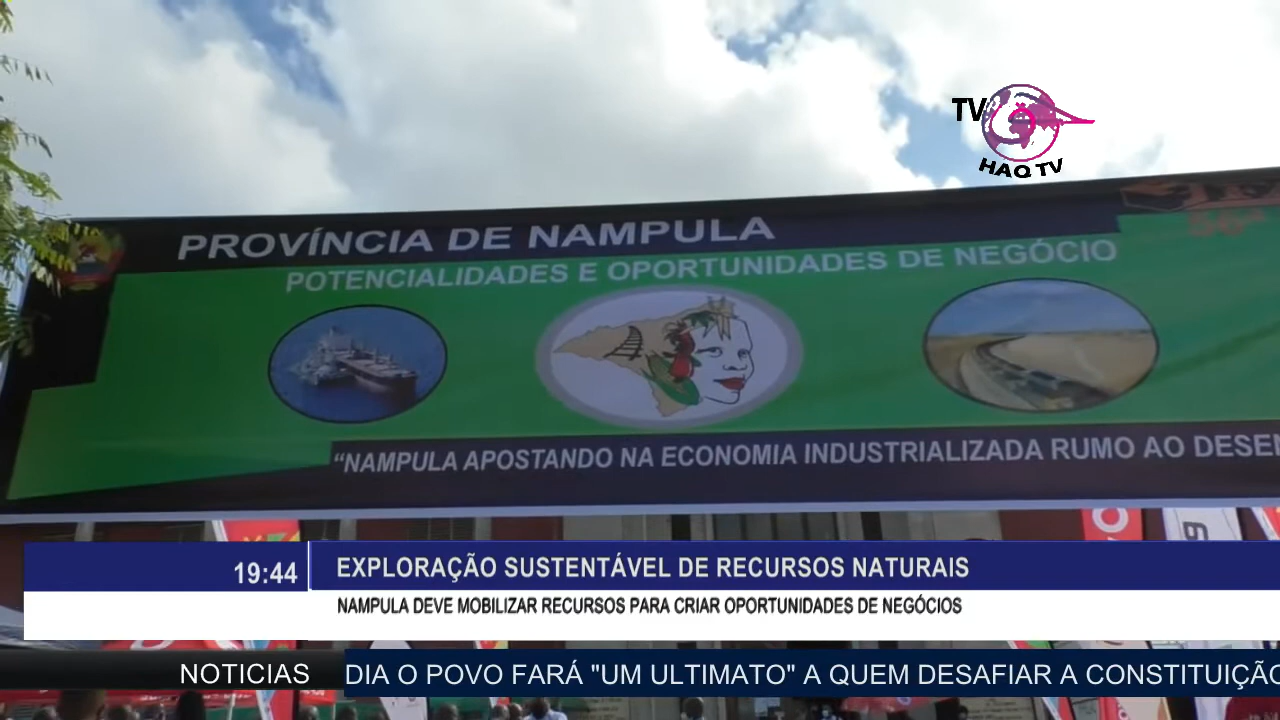 TV
HAQ TV
PROVÍNCIA DE NAMPULA
POTENCIALIDADES E OPORTUNIDADES DE NEGÓCIO
“NAMPULA APOSTANDO NA ECONOMIA INDUSTRIALIZADA RUMO AO DESEN
19:44
EXPLORAÇÃO SUSTENTÁVEL DE RECURSOS NATURAIS
NAMPULA DEVE MOBILIZAR RECURSOS PARA CRIAR OPORTUNIDADES DE NEGÓCIOS
NOTICIAS
DIA O POVO FARÁ "UM ULTIMATO" A QUEM DESAFIAR A CONSTITUIÇÃO